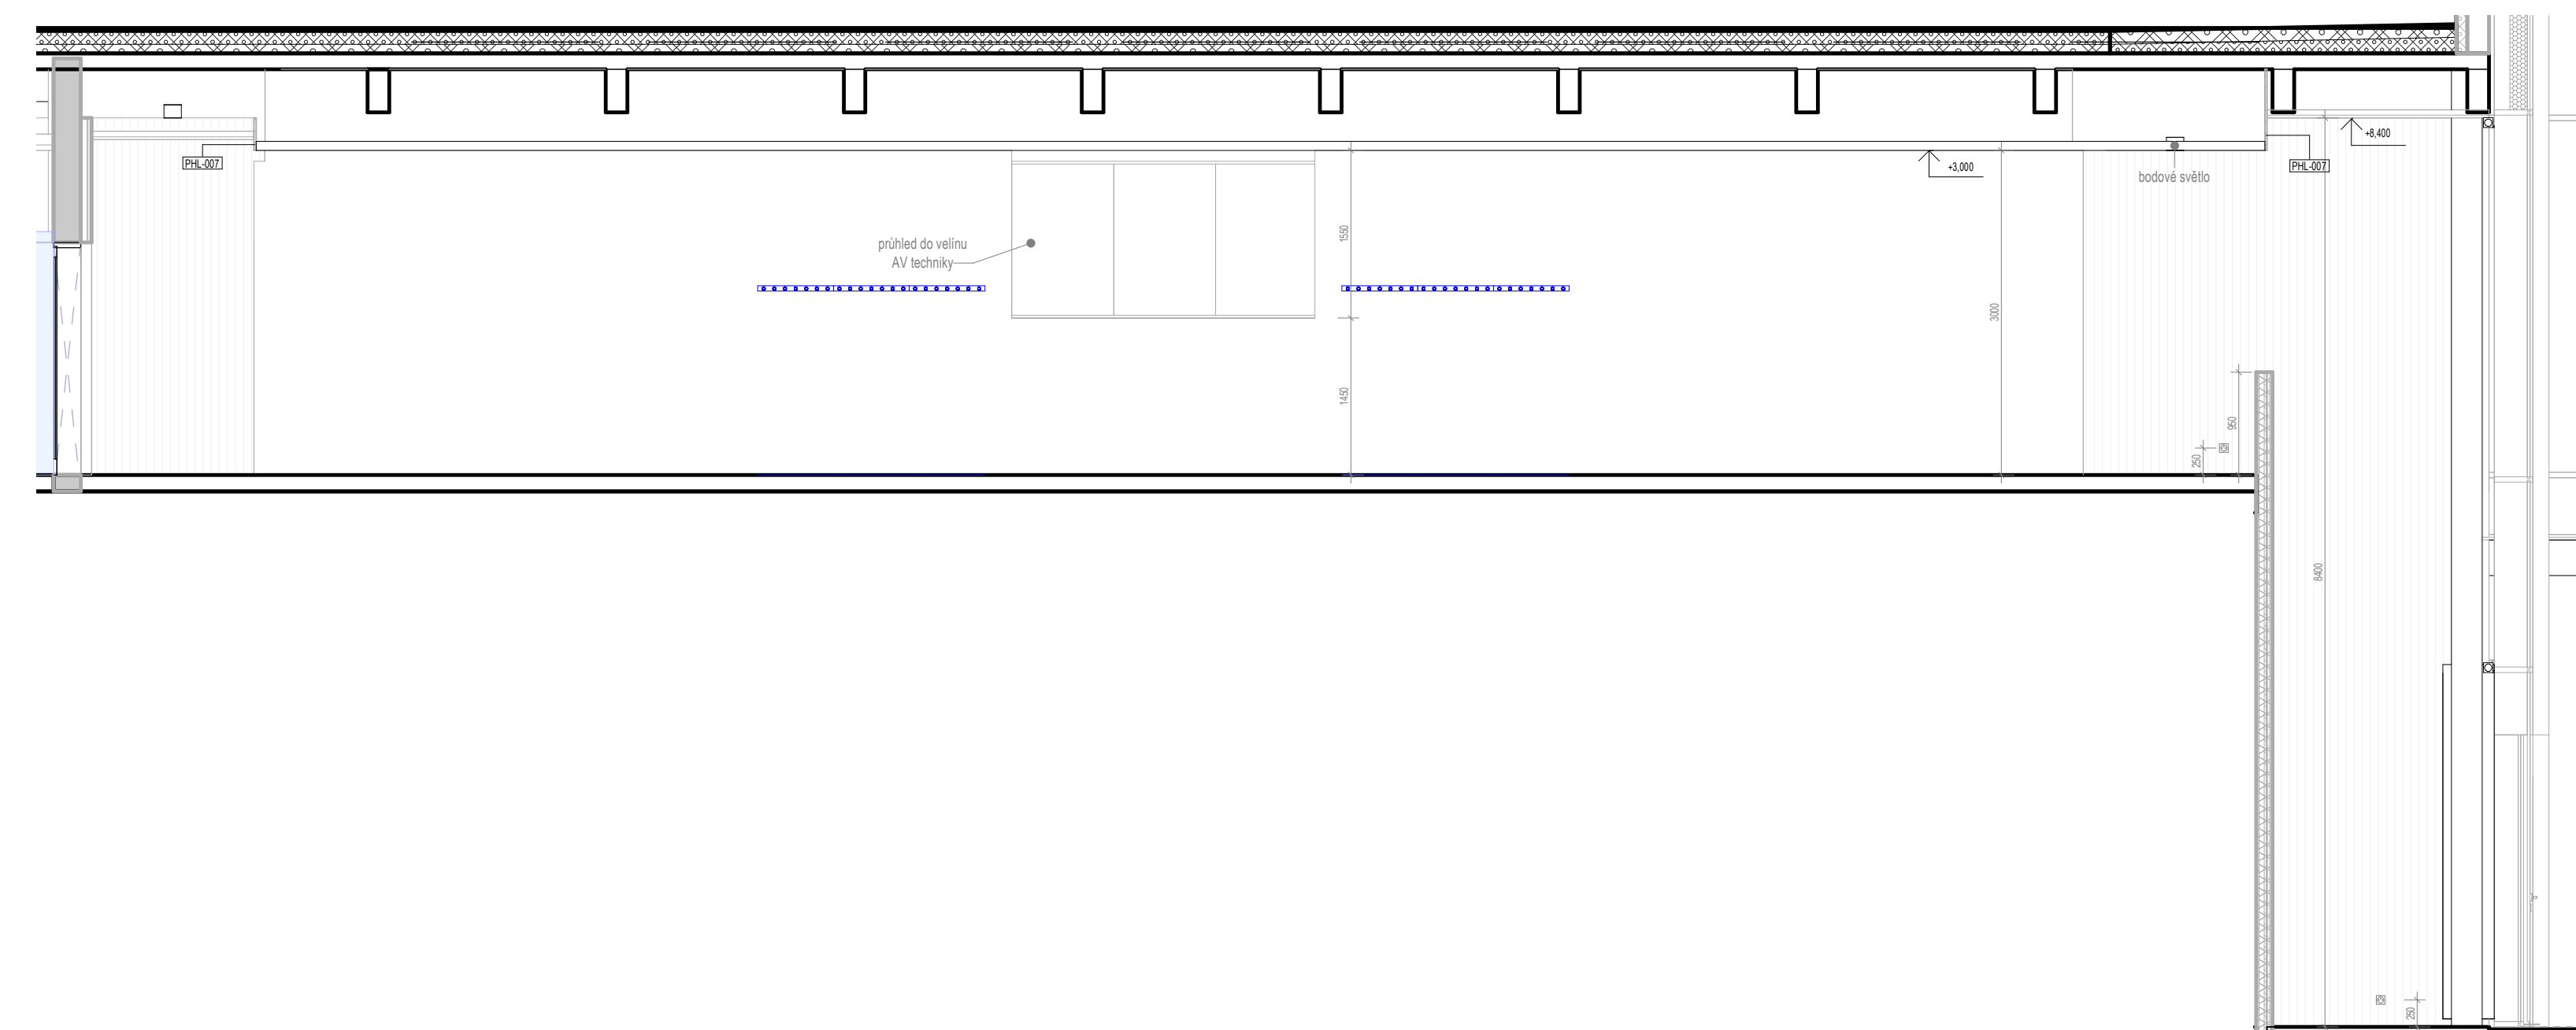 +8,400
PHL-007
PHL-007
+3,000
bodové světlo
průhled do velínu
AV techniky
1550
3000
1450
950
250
8400
250